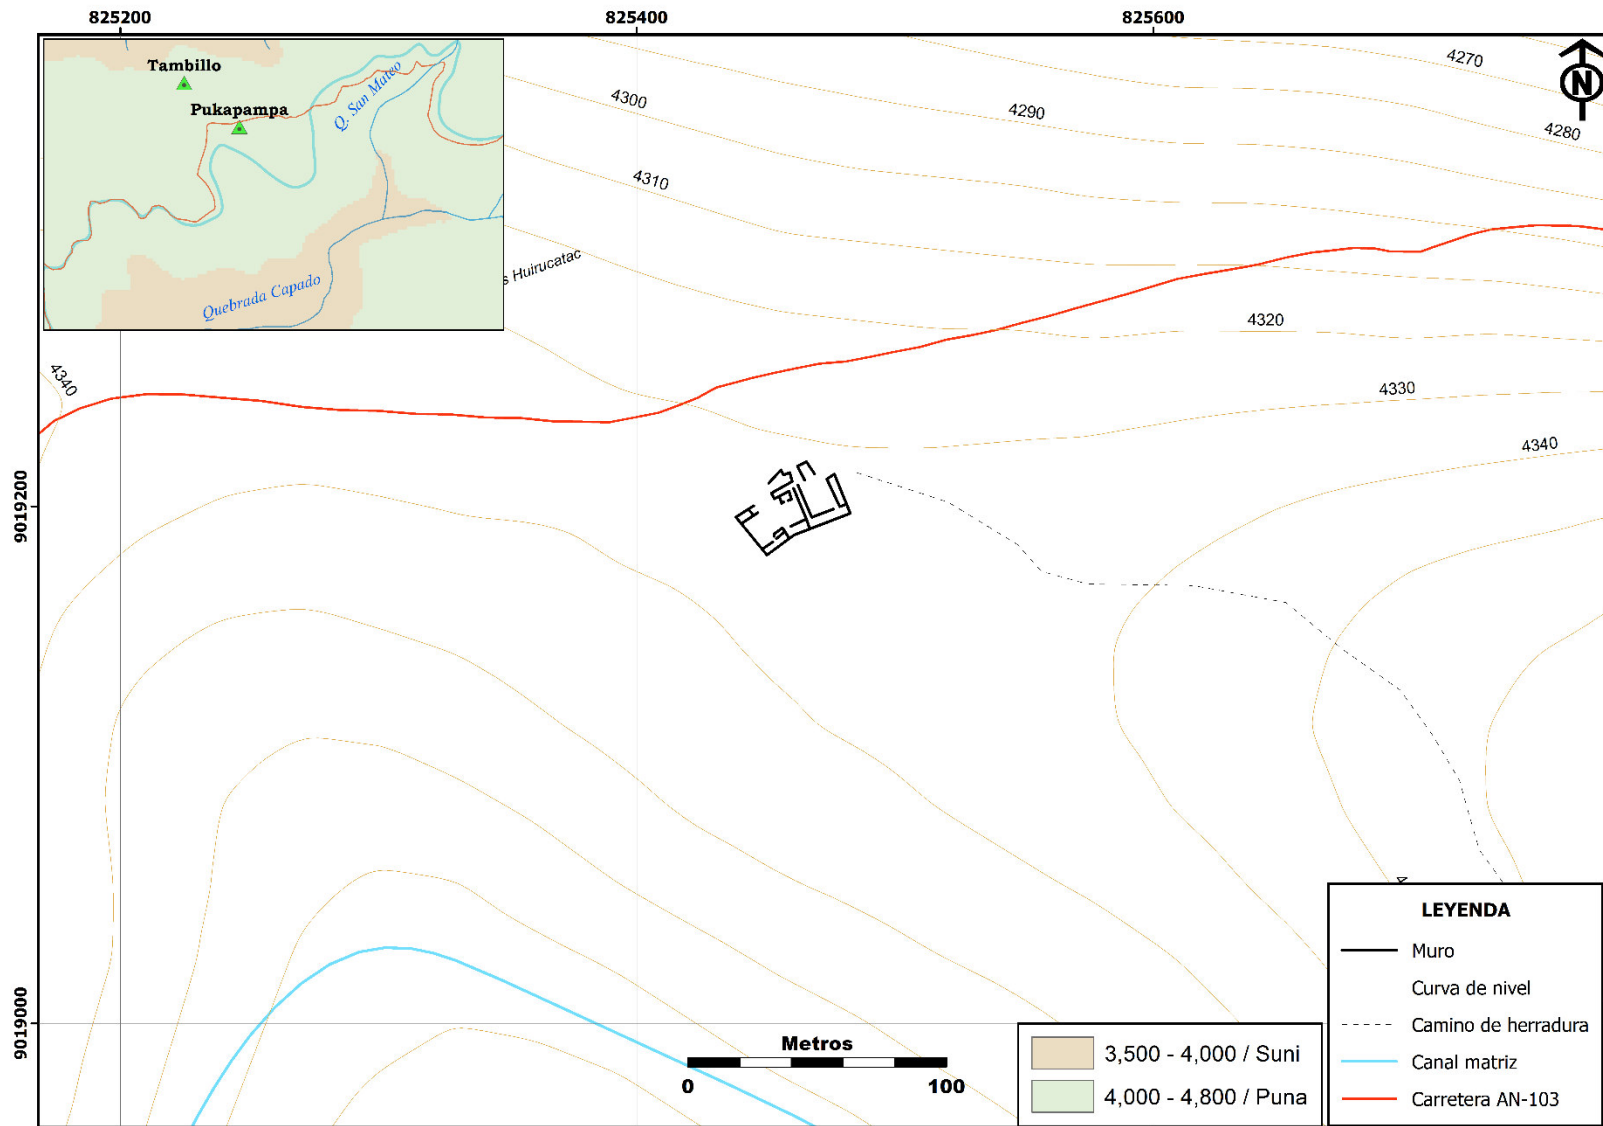 825200
825400
825600
Tambillo
Pukapampa
Q. San Mateo
Quebrada Capado
s Huirucatac
N
4270
4280
4290
4300
4310
4320
4330
4340
4340
9019200
9019000
Metros
0
100
3,500 - 4,000 / Suni
4,000 - 4,800 / Puna
LEYENDA
Muro
Curva de nivel
Camino de herradura
Canal matriz
Carretera AN-103